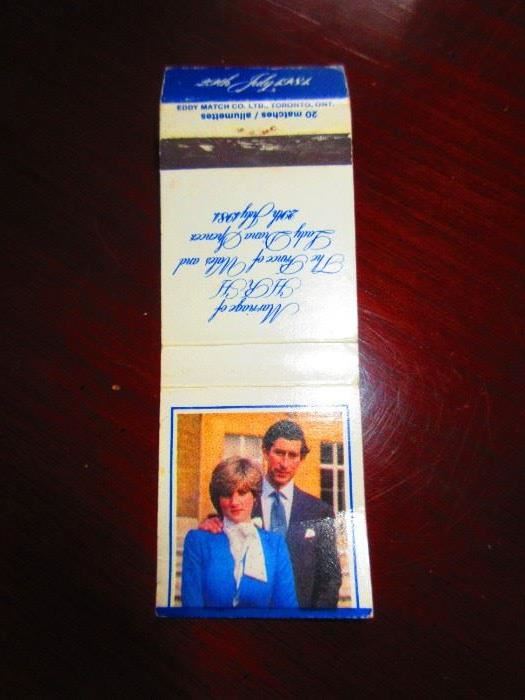 29th July 1981
EDDY MATCH CO. LTD., TORONTO, ONT.
20 matches / allumettes
Marriage of
H R H
The Prince of Wales and
Lady Diana Spencer
29th July 1981